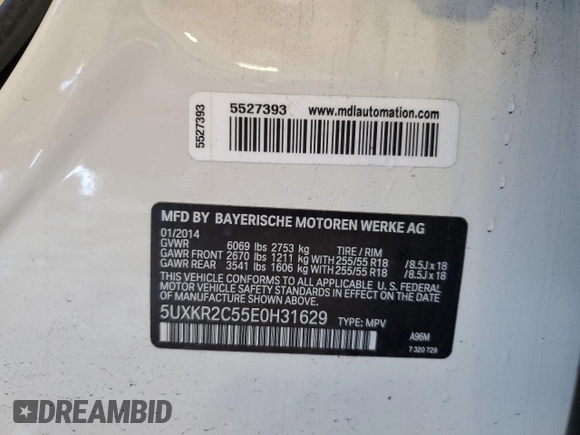 5527393
5527393 www.mdlautomation.com
MFD BY BAYERISCHE MOTOREN WERKE AG
01/2014
GVWR 6069 lbs 2753 kg TIRE / RIM
GAWR FRONT 2670 lbs 1211 kg WITH 255/55 R18 / 8.5J x 18
GAWR REAR 3541 lbs 1606 kg WITH 255/55 R18 / 8.5J x 18
THIS VEHICLE CONFORMS TO ALL APPLICABLE U.S. FEDERAL
MOTOR VEHICLE SAFETY STANDARDS IN EFFECT ON THE
DATE OF MANUFACTURE SHOWN ABOVE.
5UXKR2C55E0H31629 TYPE: MPV
A96M
7 320 729
DREAMBID